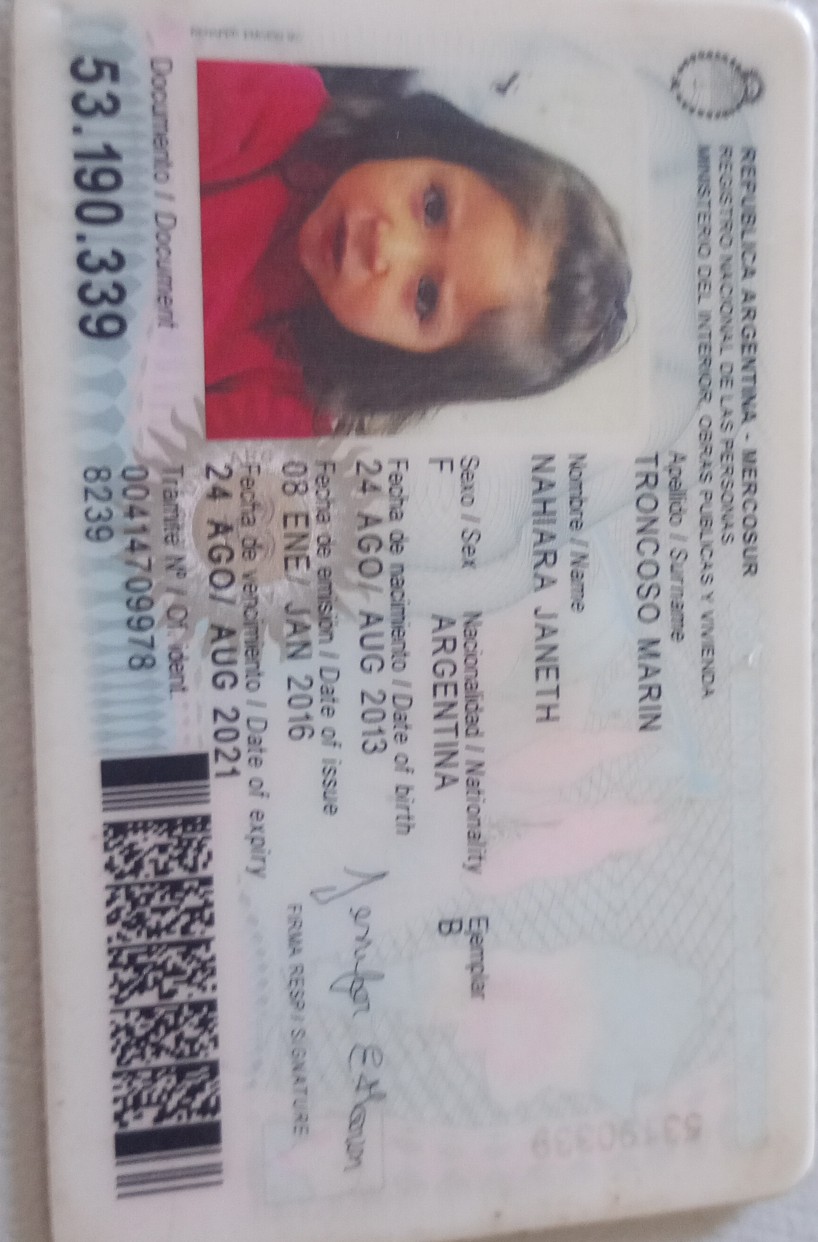 REPUBLICA ARGENTINA - MERCOSUR
REGISTRO NACIONAL DE LAS PERSONAS
MINISTERIO DEL INTERIOR, OBRAS PUBLICAS Y VIVIENDA
Apellido / Surname
TRONCOSO MARIN
Nombre / Name
NAHIARA JANETH
Sexo / Sex Nacionalidad / Nationality Ejemplar
F ARGENTINA B
Fecha de nacimiento / Date of birth
24 AGO/ AUG 2013
Fecha de emisión / Date of issue
08 ENE/ JAN 2016
Fecha de vencimiento / Date of expiry
24 AGO/ AUG 2021
FIRMA RESP / SIGNATURE
Documento / Document
53.190.339
Trámite Nº / Of. ident.
00414709978
8239
53190339